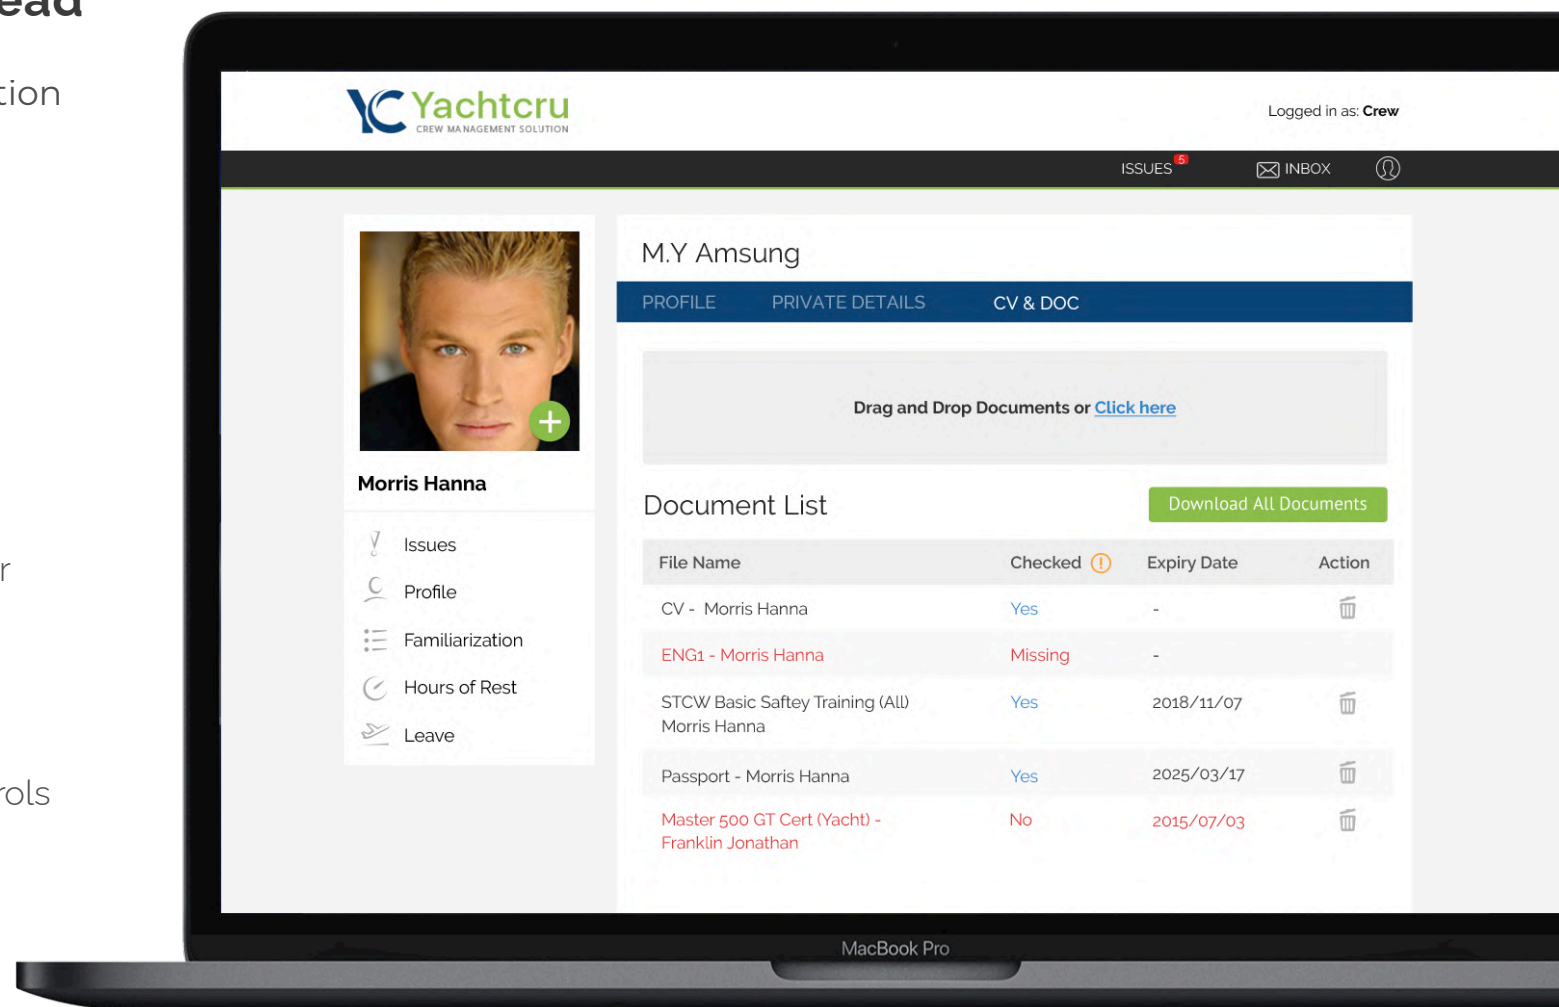 ead
tion
r
rols
YC Yachtcru
CREW MANAGEMENT SOLUTION
Logged in as: Crew
ISSUES 5 INBOX
Morris Hanna
Issues
Profile
Familiarization
Hours of Rest
Leave
M.Y Amsung
PROFILE PRIVATE DETAILS CV & DOC
Drag and Drop Documents or Click here
Document List Download All Documents
File Name Checked Expiry Date Action
CV - Morris Hanna Yes -
ENG1 - Morris Hanna Missing -
STCW Basic Saftey Training (All) Yes 2018/11/07
Morris Hanna
Passport - Morris Hanna Yes 2025/03/17
Master 500 GT Cert (Yacht) - No 2015/07/03
Franklin Jonathan
MacBook Pro